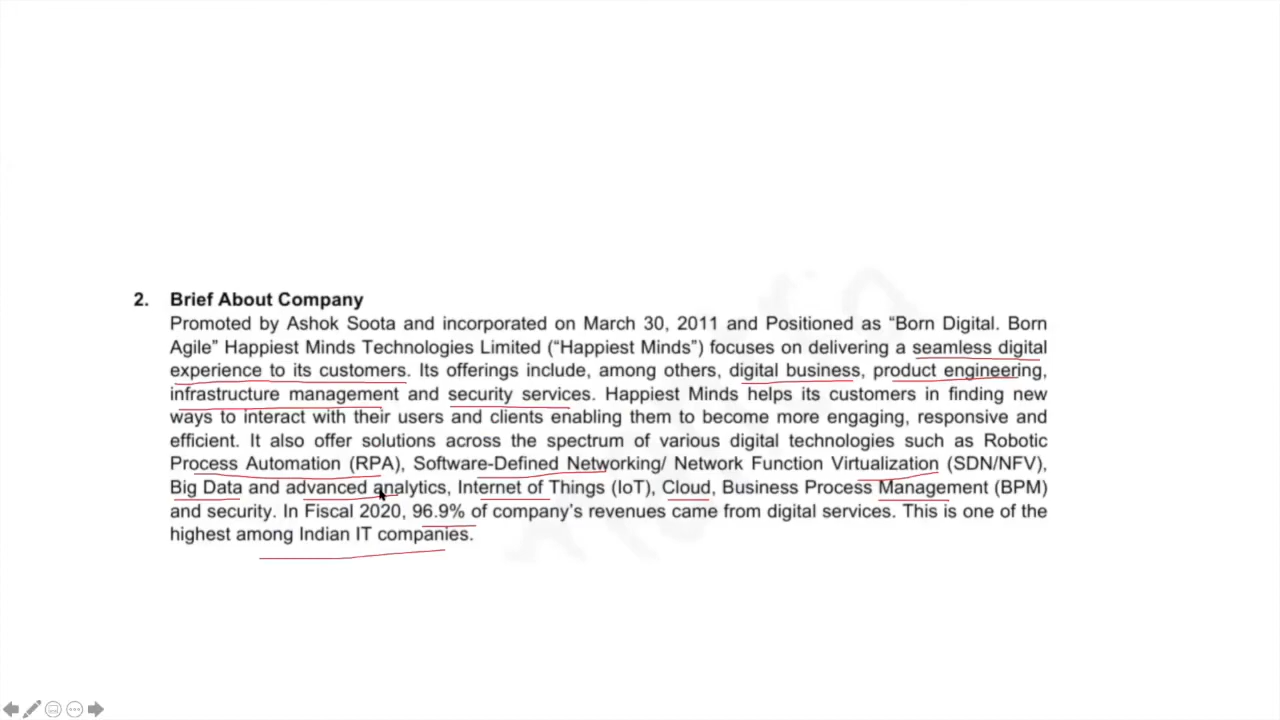 2. Brief About Company
Promoted by Ashok Soota and incorporated on March 30, 2011 and Positioned as “Born Digital. Born
Agile” Happiest Minds Technologies Limited (“Happiest Minds”) focuses on delivering a seamless digital
experience to its customers. Its offerings include, among others, digital business, product engineering,
infrastructure management and security services. Happiest Minds helps its customers in finding new
ways to interact with their users and clients enabling them to become more engaging, responsive and
efficient. It also offer solutions across the spectrum of various digital technologies such as Robotic
Process Automation (RPA), Software-Defined Networking/ Network Function Virtualization (SDN/NFV),
Big Data and advanced analytics, Internet of Things (IoT), Cloud, Business Process Management (BPM)
and security. In Fiscal 2020, 96.9% of company’s revenues came from digital services. This is one of the
highest among Indian IT companies.